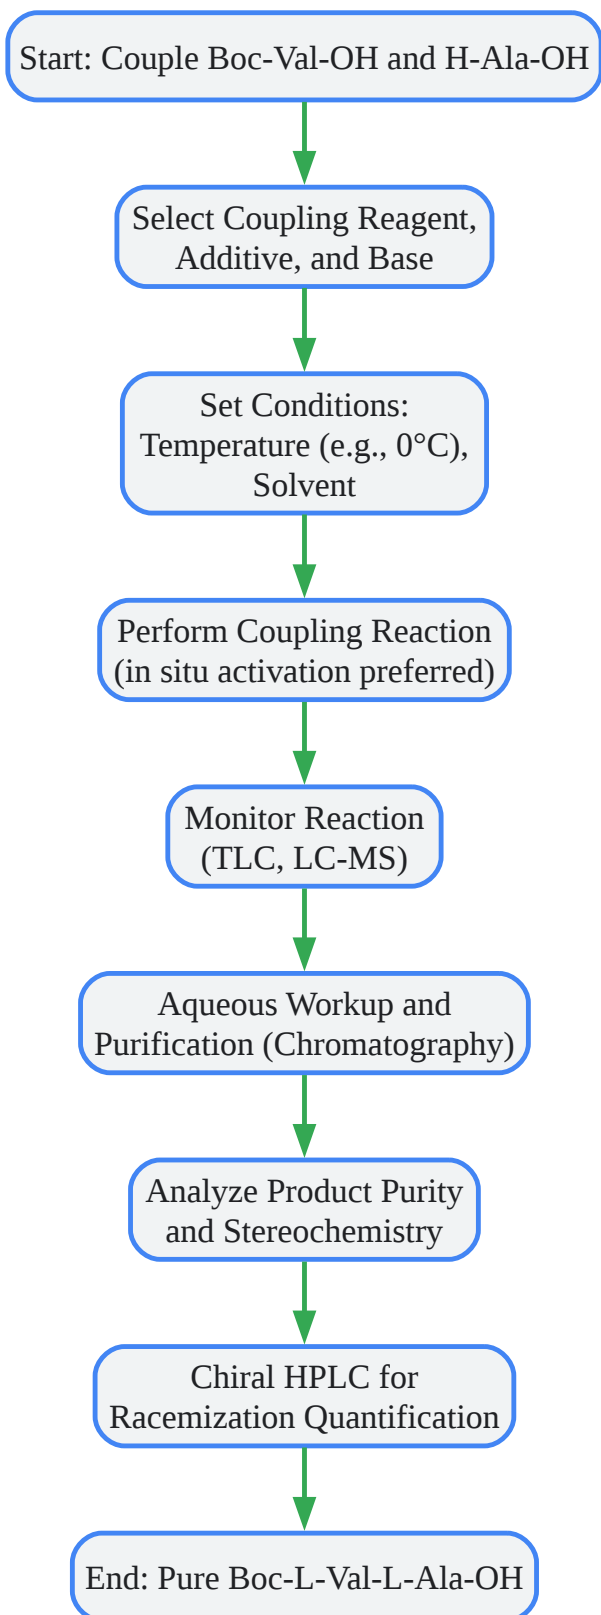 Start: Couple Boc-Val-OH and H-Ala-OH
Select Coupling Reagent,
Additive, and Base
Set Conditions:
Temperature (e.g., 0°C),
Solvent
Perform Coupling Reaction
(in situ activation preferred)
Monitor Reaction
(TLC, LC-MS)
Aqueous Workup and
Purification (Chromatography)
Analyze Product Purity
and Stereochemistry
Chiral HPLC for
Racemization Quantification
End: Pure Boc-L-Val-L-Ala-OH